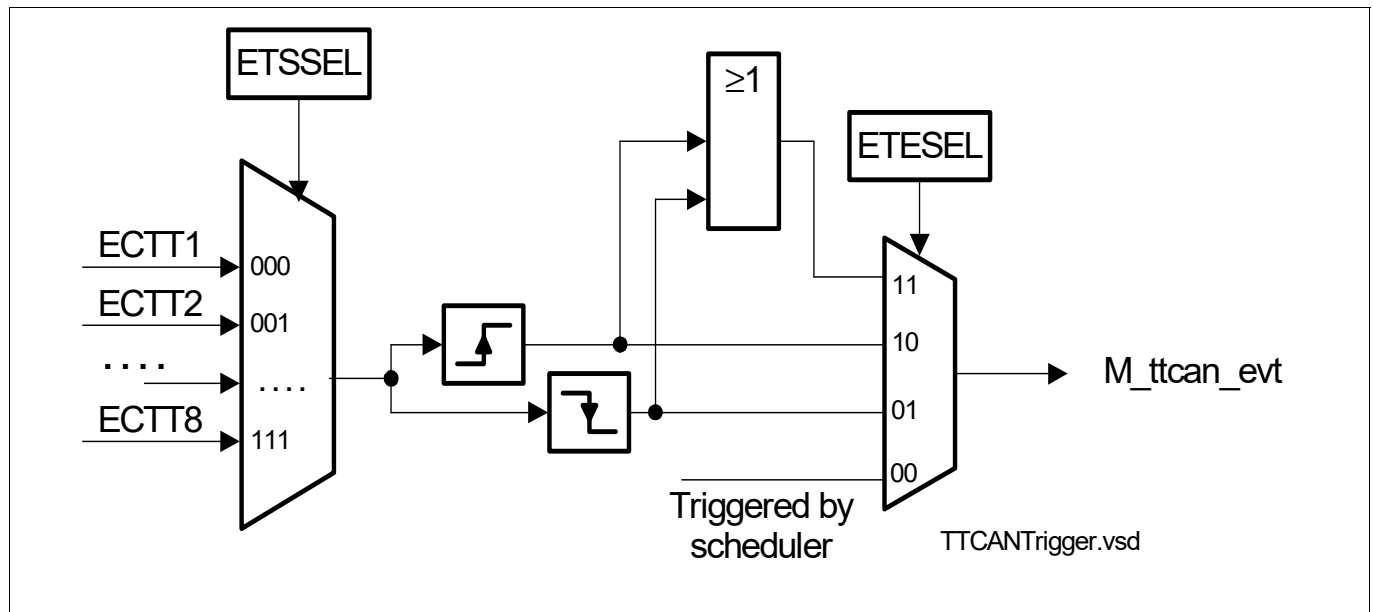 ETSSEL
≥1
ETESEL
ECTT1
000
ECTT2
001
....
....
ECTT8
111
11
10
01
00
M_ttcan_evt
Triggered by
scheduler
TTCANTrigger.vsd